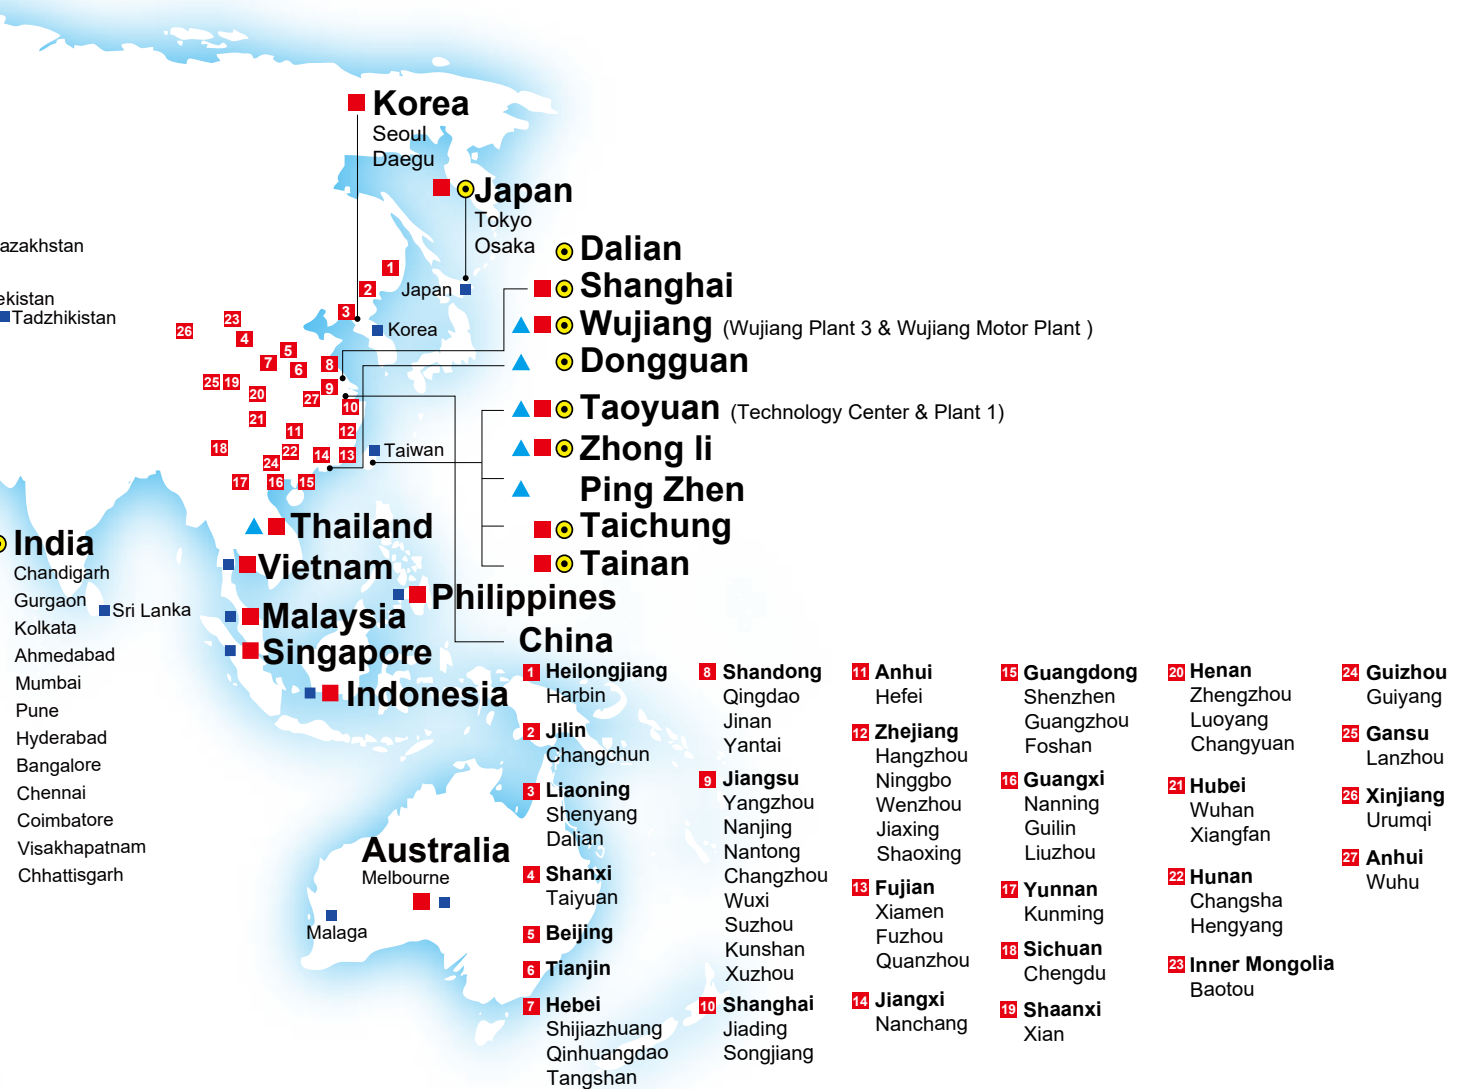 Korea
Seoul
Daegu
Japan
Tokyo
Osaka
azakhstan
ekistan
Tadzhikistan
Japan
Korea
Taiwan
1
2
3
23
26
4
5
7
6
8
25
19
9
20
27
10
21
11
12
18
22
14
13
24
17
16
15
Dalian
Shanghai
Wujiang (Wujiang Plant 3 & Wujiang Motor Plant )
Dongguan
Taoyuan (Technology Center & Plant 1)
Zhong li
Ping Zhen
Taichung
Tainan
Thailand
Vietnam
Philippines
Malaysia
Singapore
Indonesia
India
Chandigarh
Gurgaon
Kolkata
Ahmedabad
Mumbai
Pune
Hyderabad
Bangalore
Chennai
Coimbatore
Visakhapatnam
Chhattisgarh
Sri Lanka
Australia
Melbourne
Malaga
China
1 Heilongjiang
Harbin
2 Jilin
Changchun
3 Liaoning
Shenyang
Dalian
4 Shanxi
Taiyuan
5 Beijing
6 Tianjin
7 Hebei
Shijiazhuang
Qinhuangdao
Tangshan
8 Shandong
Qingdao
Jinan
Yantai
9 Jiangsu
Yangzhou
Nanjing
Nantong
Changzhou
Wuxi
Suzhou
Kunshan
Xuzhou
10 Shanghai
Jiading
Songjiang
11 Anhui
Hefei
12 Zhejiang
Hangzhou
Ninggbo
Wenzhou
Jiaxing
Shaoxing
13 Fujian
Xiamen
Fuzhou
Quanzhou
14 Jiangxi
Nanchang
15 Guangdong
Shenzhen
Guangzhou
Foshan
16 Guangxi
Nanning
Guilin
Liuzhou
17 Yunnan
Kunming
18 Sichuan
Chengdu
19 Shaanxi
Xian
20 Henan
Zhengzhou
Luoyang
Changyuan
21 Hubei
Wuhan
Xiangfan
22 Hunan
Changsha
Hengyang
23 Inner Mongolia
Baotou
24 Guizhou
Guiyang
25 Gansu
Lanzhou
26 Xinjiang
Urumqi
27 Anhui
Wuhu